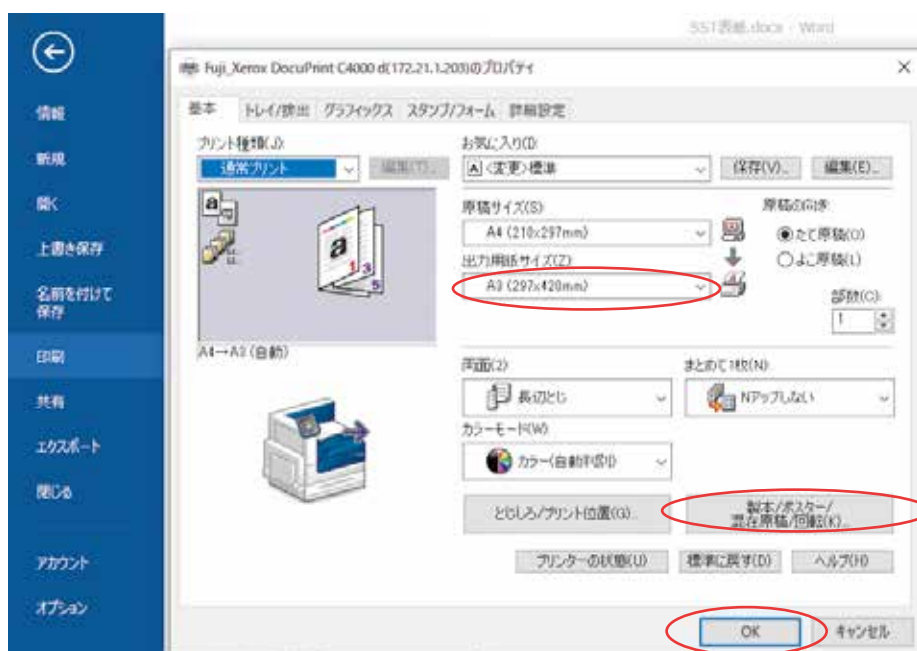 SST表紙.docx - Word
Fuji_Xerox DocuPrint C4000 d(172.21.1.203)のプロパティ
情報
新規
開く
上書き保存
名前を付けて
保存
印刷
共有
エクスポート
閉じる
アカウント
オプション
基本 トレイ/排出 グラフィックス スタンプ/フォーム 詳細設定
プリント種類(J):
通常プリント
編集(T)...
お気に入り(I):
<変更>標準
保存(V)...
編集(E)...
原稿サイズ(S):
A4 (210x297mm)
出力用紙サイズ(Z):
A3 (297x420mm)
原稿の向き
たて原稿(O)
よこ原稿(L)
部数(C):
1
A4→A3 (自動)
両面(2)
長辺とじ
まとめて1枚(N)
Nアップしない
カラーモード(W)
カラー(自動判別)
とじしろ/プリント位置(G)...
製本/ポスター/
混在原稿/回転(K)...
プリンターの状態(U)
標準に戻す(D)
ヘルプ(H)
OK
キャンセル